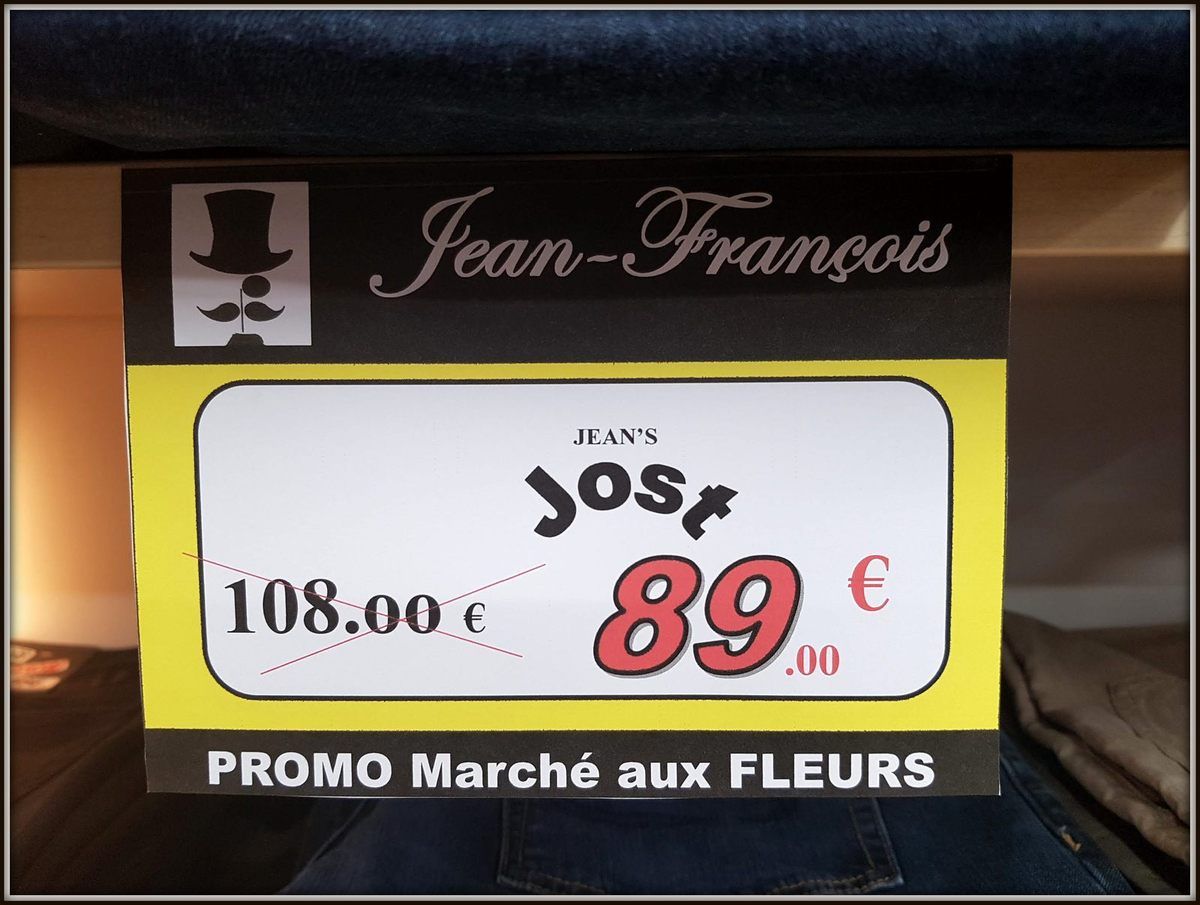 Jean-François
JEAN'S
Jost
108.00 €
89.00 €
PROMO Marché aux FLEURS